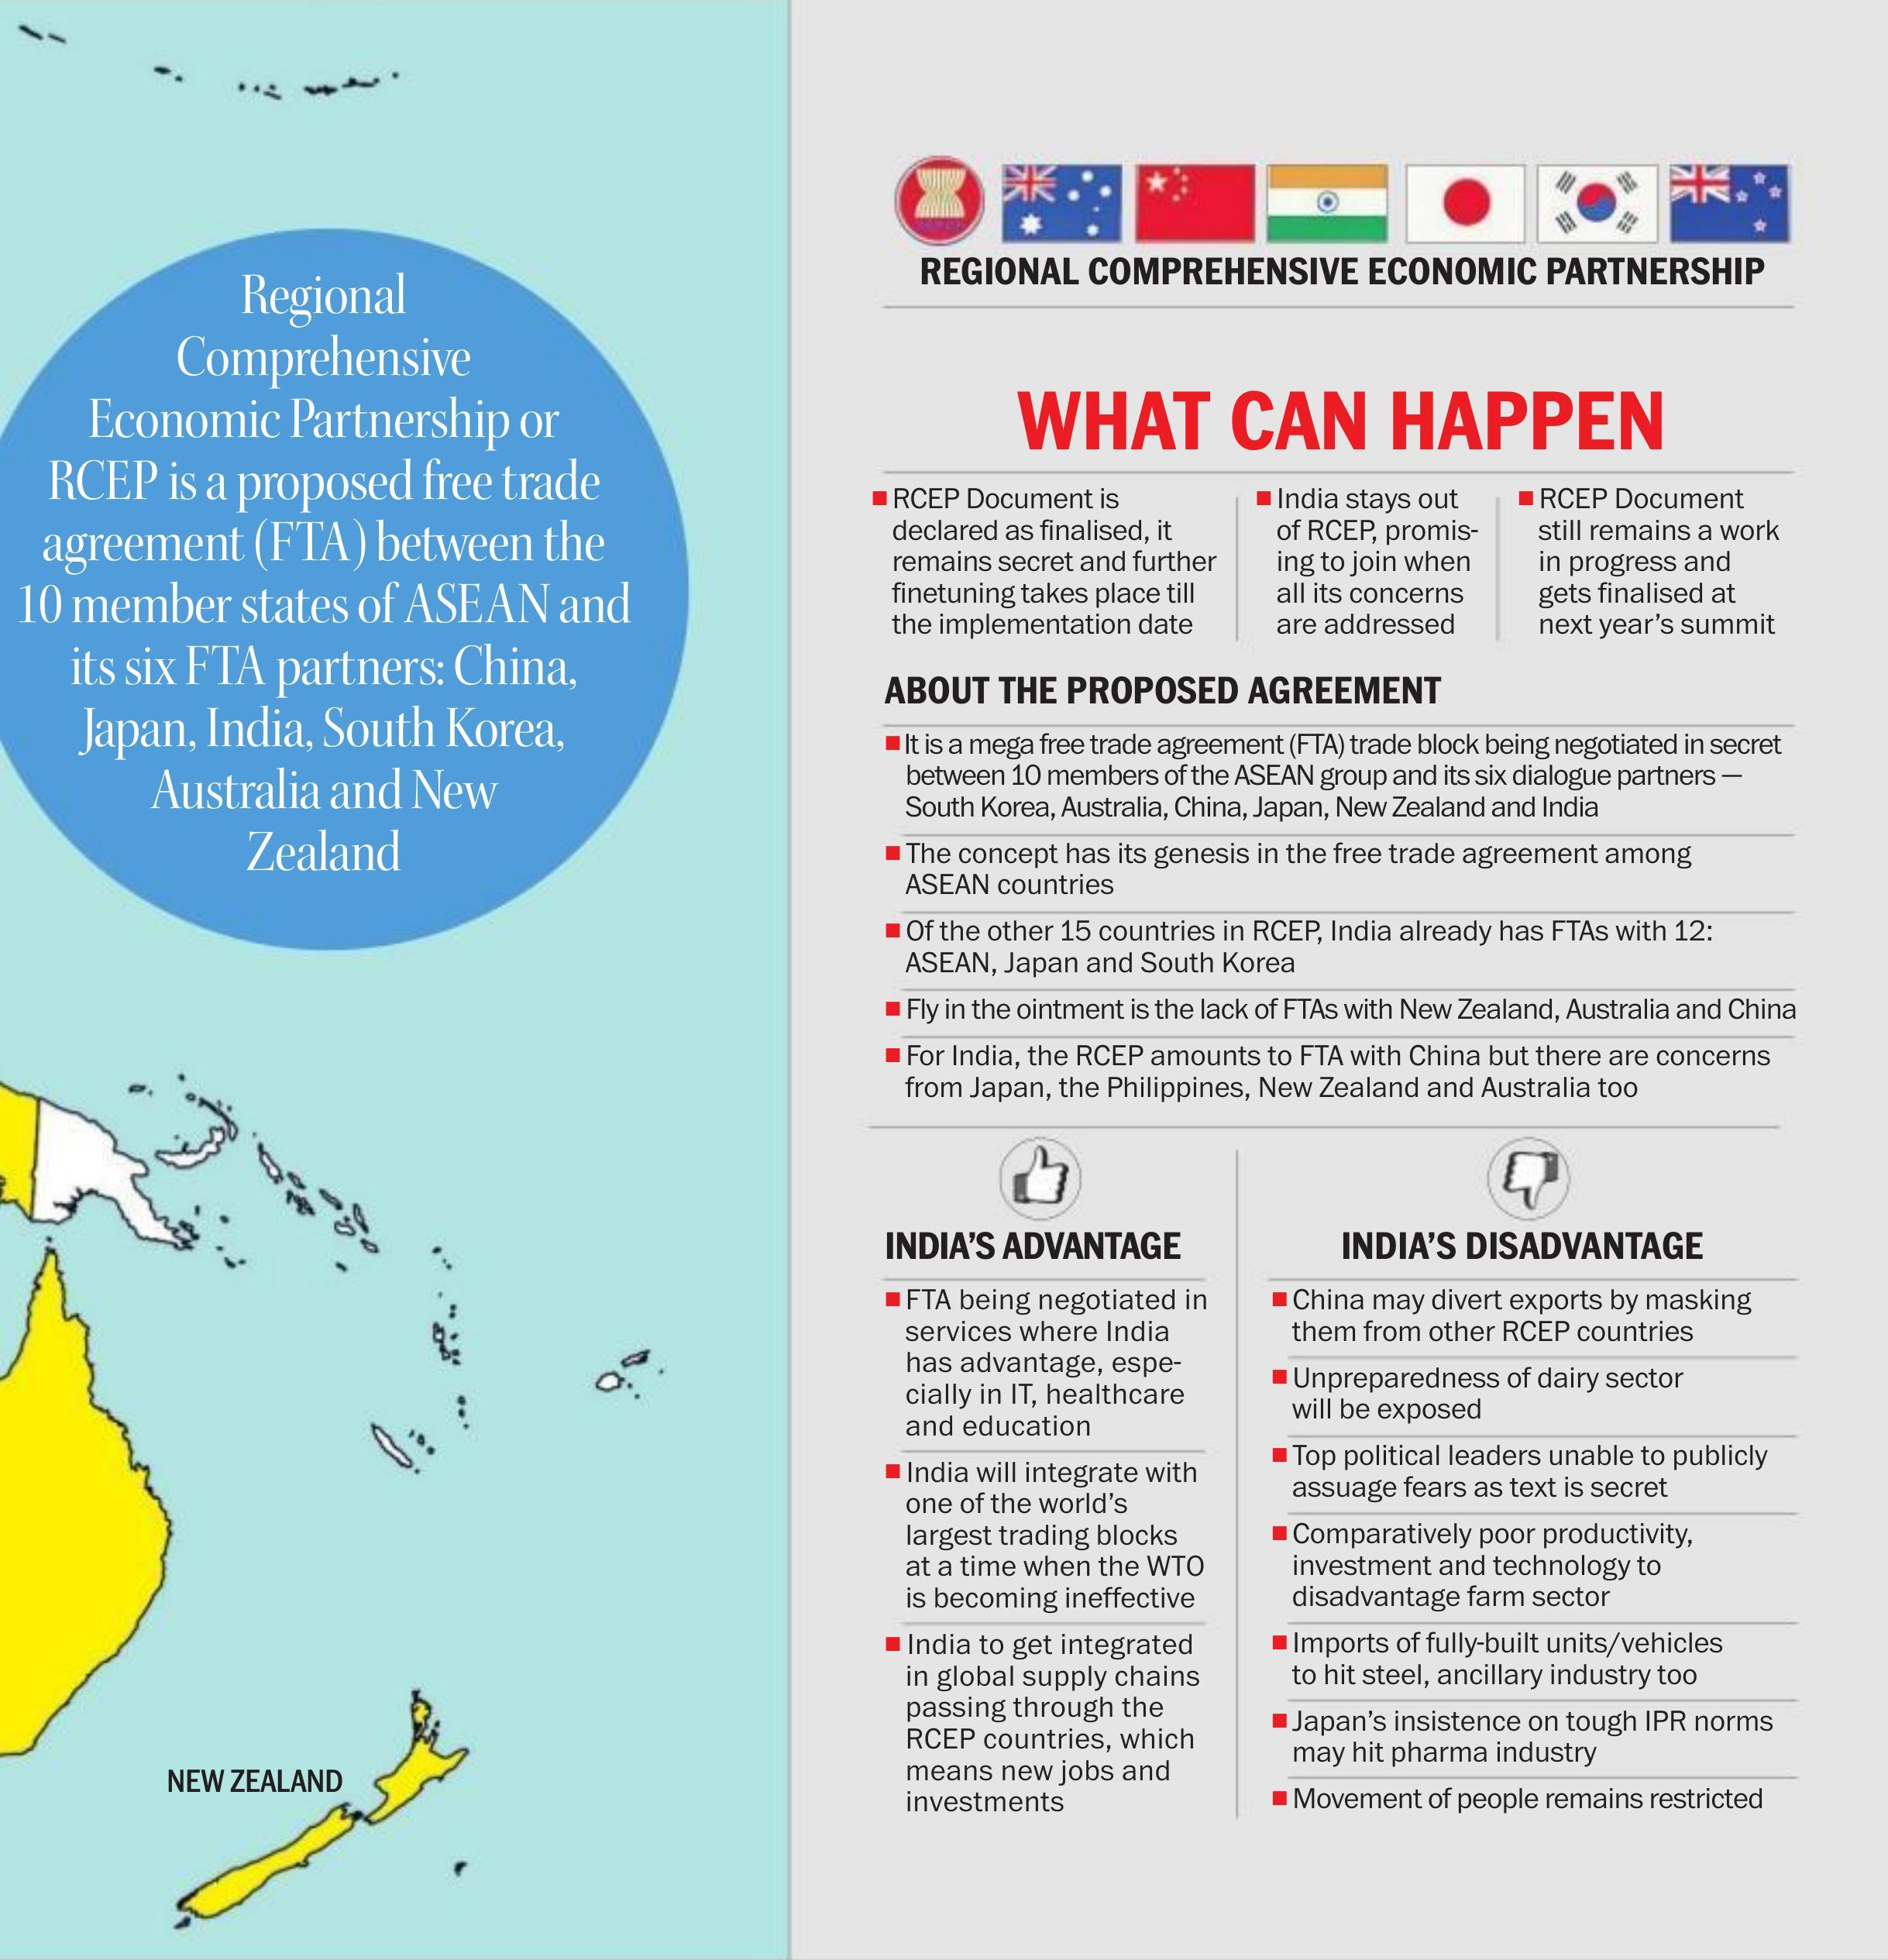 Regional
Comprehensive
Economic Partnership or
RCEP is a proposed free trade
agreement (FTA) between the
10 member states of ASEAN and
its six FTA partners: China,
Japan, India, South Korea,
Australia and New
Zealand
NEW ZEALAND
REGIONAL COMPREHENSIVE ECONOMIC PARTNERSHIP
WHAT CAN HAPPEN
RCEP Document is
declared as finalised, it
remains secret and further
finetuning takes place till
the implementation date
India stays out
of RCEP, promis-
ing to join when
all its concerns
are addressed
RCEP Document
still remains a work
in progress and
gets finalised at
next year's summit
ABOUT THE PROPOSED AGREEMENT
It is a mega free trade agreement (FTA) trade block being negotiated in secret
between 10 members of the ASEAN group and its six dialogue partners —
South Korea, Australia, China, Japan, New Zealand and India
The concept has its genesis in the free trade agreement among
ASEAN countries
Of the other 15 countries in RCEP, India already has FTAs with 12:
ASEAN, Japan and South Korea
Fly in the ointment is the lack of FTAs with New Zealand, Australia and China
For India, the RCEP amounts to FTA with China but there are concerns
from Japan, the Philippines, New Zealand and Australia too
INDIA'S ADVANTAGE
FTA being negotiated in
services where India
has advantage, espe-
cially in IT, healthcare
and education
India will integrate with
one of the world's
largest trading blocks
at a time when the WTO
is becoming ineffective
India to get integrated
in global supply chains
passing through the
RCEP countries, which
means new jobs and
investments
INDIA'S DISADVANTAGE
China may divert exports by masking
them from other RCEP countries
Unpreparedness of dairy sector
will be exposed
Top political leaders unable to publicly
assuage fears as text is secret
Comparatively poor productivity,
investment and technology to
disadvantage farm sector
Imports of fully-built units/vehicles
to hit steel, ancillary industry too
Japan's insistence on tough IPR norms
may hit pharma industry
Movement of people remains restricted